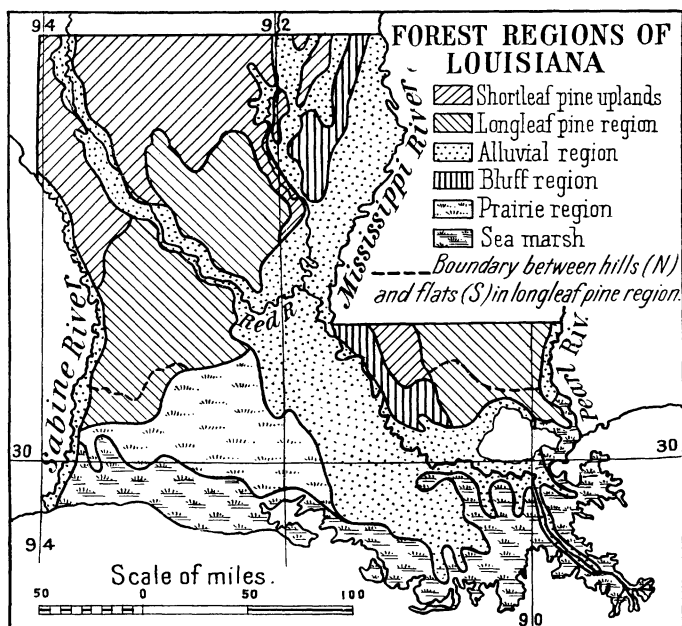 94
92
FOREST REGIONS OF
LOUISIANA
Shortleaf pine uplands
Longleaf pine region
Alluvial region
Bluff region
Prairie region
Sea marsh
Boundary between hills (N)
and flats (S) in longleaf pine region.
Mississippi River
Red R
Sabine River
Pearl Riv
30
30
94
90
Scale of miles.
50 0 50 100